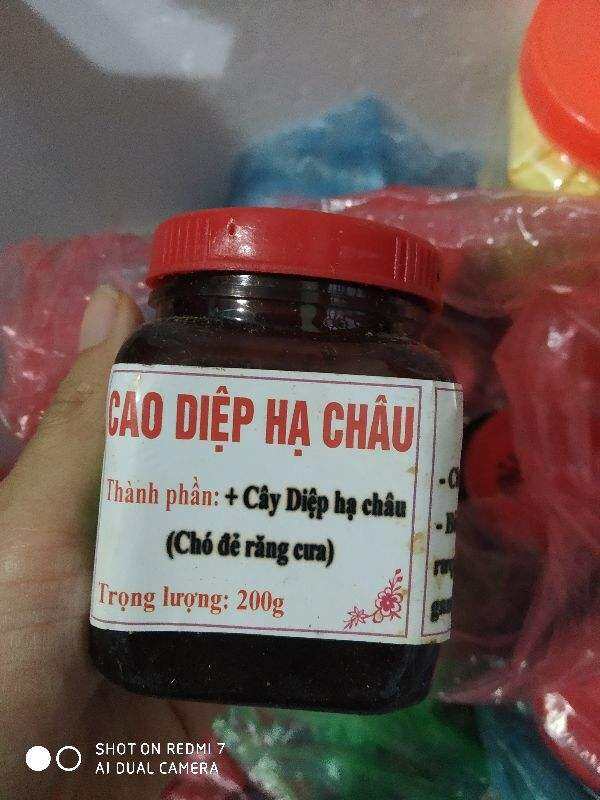 CAO DIỆP HẠ CHÂU
Thành phần: + Cây Diệp hạ châu
(Chó đẻ răng cưa)
Trọng lượng: 200g
SHOT ON REDMI 7
AI DUAL CAMERA